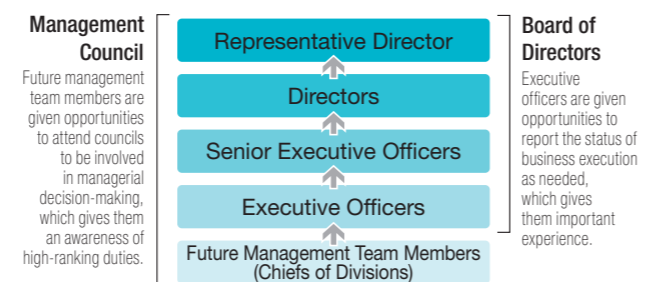 Management
Council
Future management
team members are
given opportunities
to attend councils
to be involved
in managerial
decision-making,
which gives them
an awareness of
high-ranking duties.
Representative Director
Directors
Senior Executive Officers
Executive Officers
Future Management Team Members
(Chiefs of Divisions)
Board of
Directors
Executive
officers are given
opportunities to
report the status of
business execution
as needed,
which gives
them important
experience.